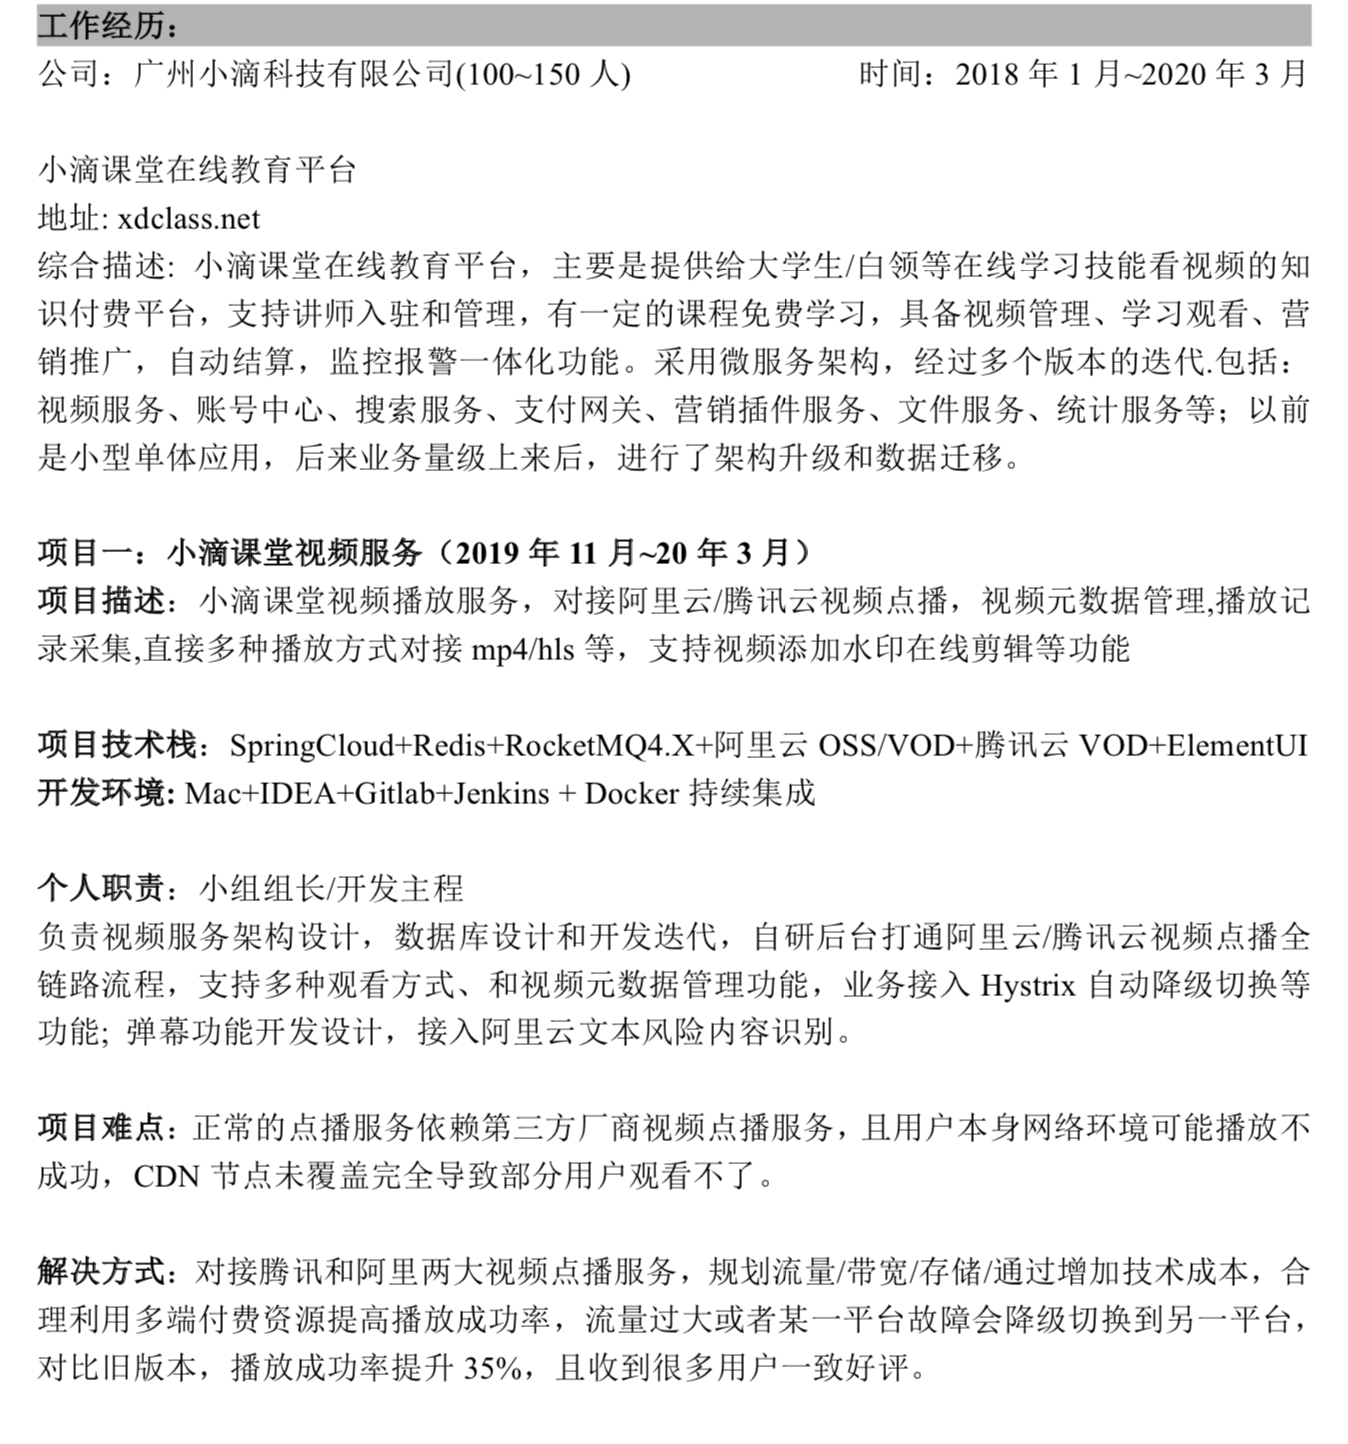 工作经历：
公司：广州小滴科技有限公司(100~150 人) 时间：2018 年 1 月~2020 年 3 月
小滴课堂在线教育平台
地址: xdclass.net
综合描述: 小滴课堂在线教育平台，主要是提供给大学生/白领等在线学习技能看视频的知
识付费平台，支持讲师入驻和管理，有一定的课程免费学习，具备视频管理、学习观看、营
销推广，自动结算，监控报警一体化功能。采用微服务架构，经过多个版本的迭代.包括：
视频服务、账号中心、搜索服务、支付网关、营销插件服务、文件服务、统计服务等；以前
是小型单体应用，后来业务量级上来后，进行了架构升级和数据迁移。
项目一：小滴课堂视频服务（2019 年 11 月~20 年 3 月）
项目描述：小滴课堂视频播放服务，对接阿里云/腾讯云视频点播，视频元数据管理,播放记
录采集,直接多种播放方式对接 mp4/hls 等，支持视频添加水印在线剪辑等功能
项目技术栈：SpringCloud+Redis+RocketMQ4.X+阿里云 OSS/VOD+腾讯云 VOD+ElementUI
开发环境: Mac+IDEA+Gitlab+Jenkins + Docker 持续集成
个人职责：小组组长/开发主程
负责视频服务架构设计，数据库设计和开发迭代，自研后台打通阿里云/腾讯云视频点播全
链路流程，支持多种观看方式、和视频元数据管理功能，业务接入 Hystrix 自动降级切换等
功能; 弹幕功能开发设计，接入阿里云文本风险内容识别。
项目难点：正常的点播服务依赖第三方厂商视频点播服务，且用户本身网络环境可能播放不
成功，CDN 节点未覆盖完全导致部分用户观看不了。
解决方式：对接腾讯和阿里两大视频点播服务，规划流量/带宽/存储/通过增加技术成本，合
理利用多端付费资源提高播放成功率，流量过大或者某一平台故障会降级切换到另一平台，
对比旧版本，播放成功率提升 35%，且收到很多用户一致好评。